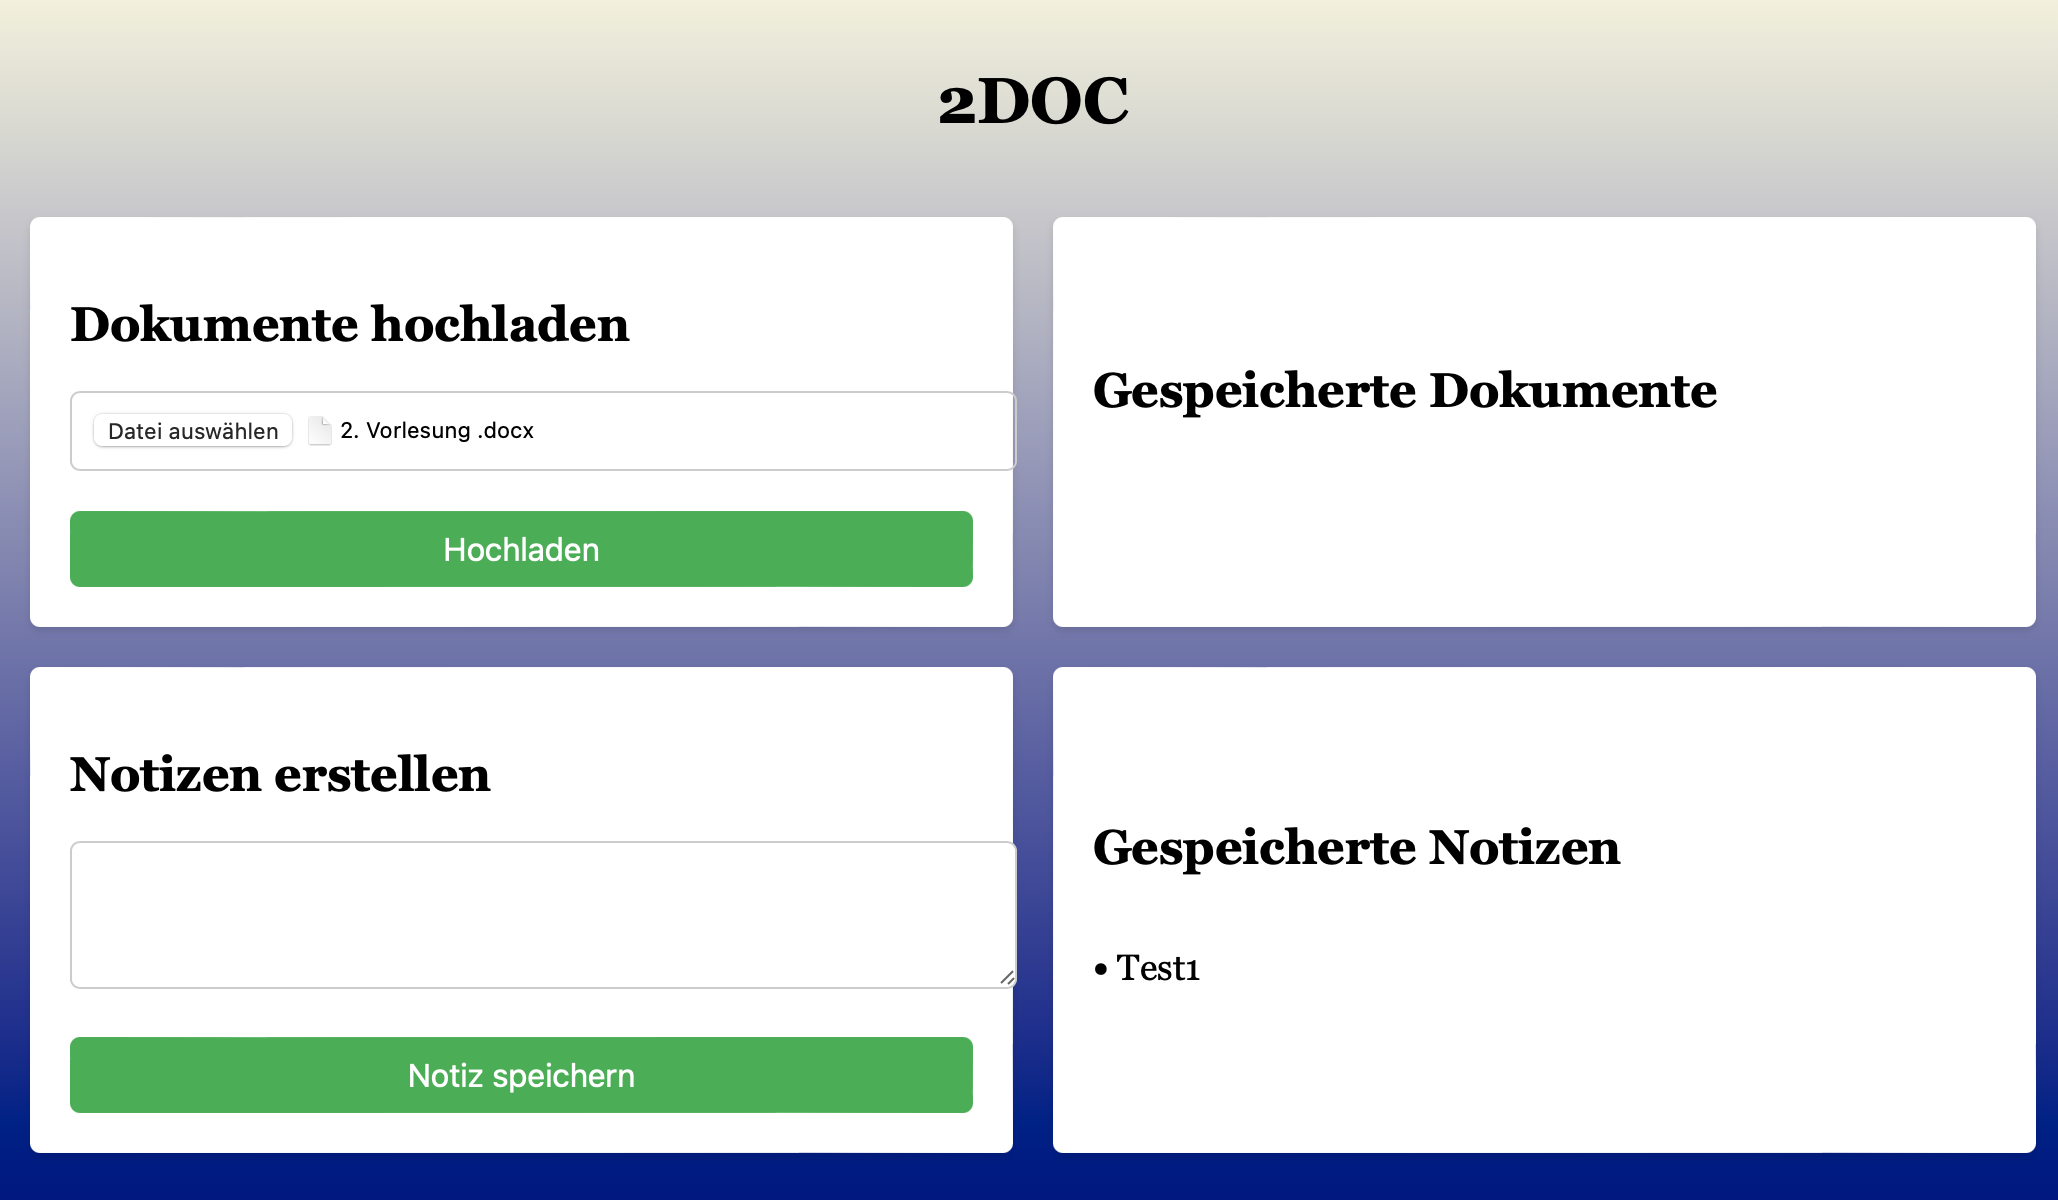 2DOC
Dokumente hochladen
Datei auswählen 2. Vorlesung .docx
Hochladen
Gespeicherte Dokumente
Notizen erstellen
Notiz speichern
Gespeicherte Notizen
• Test1